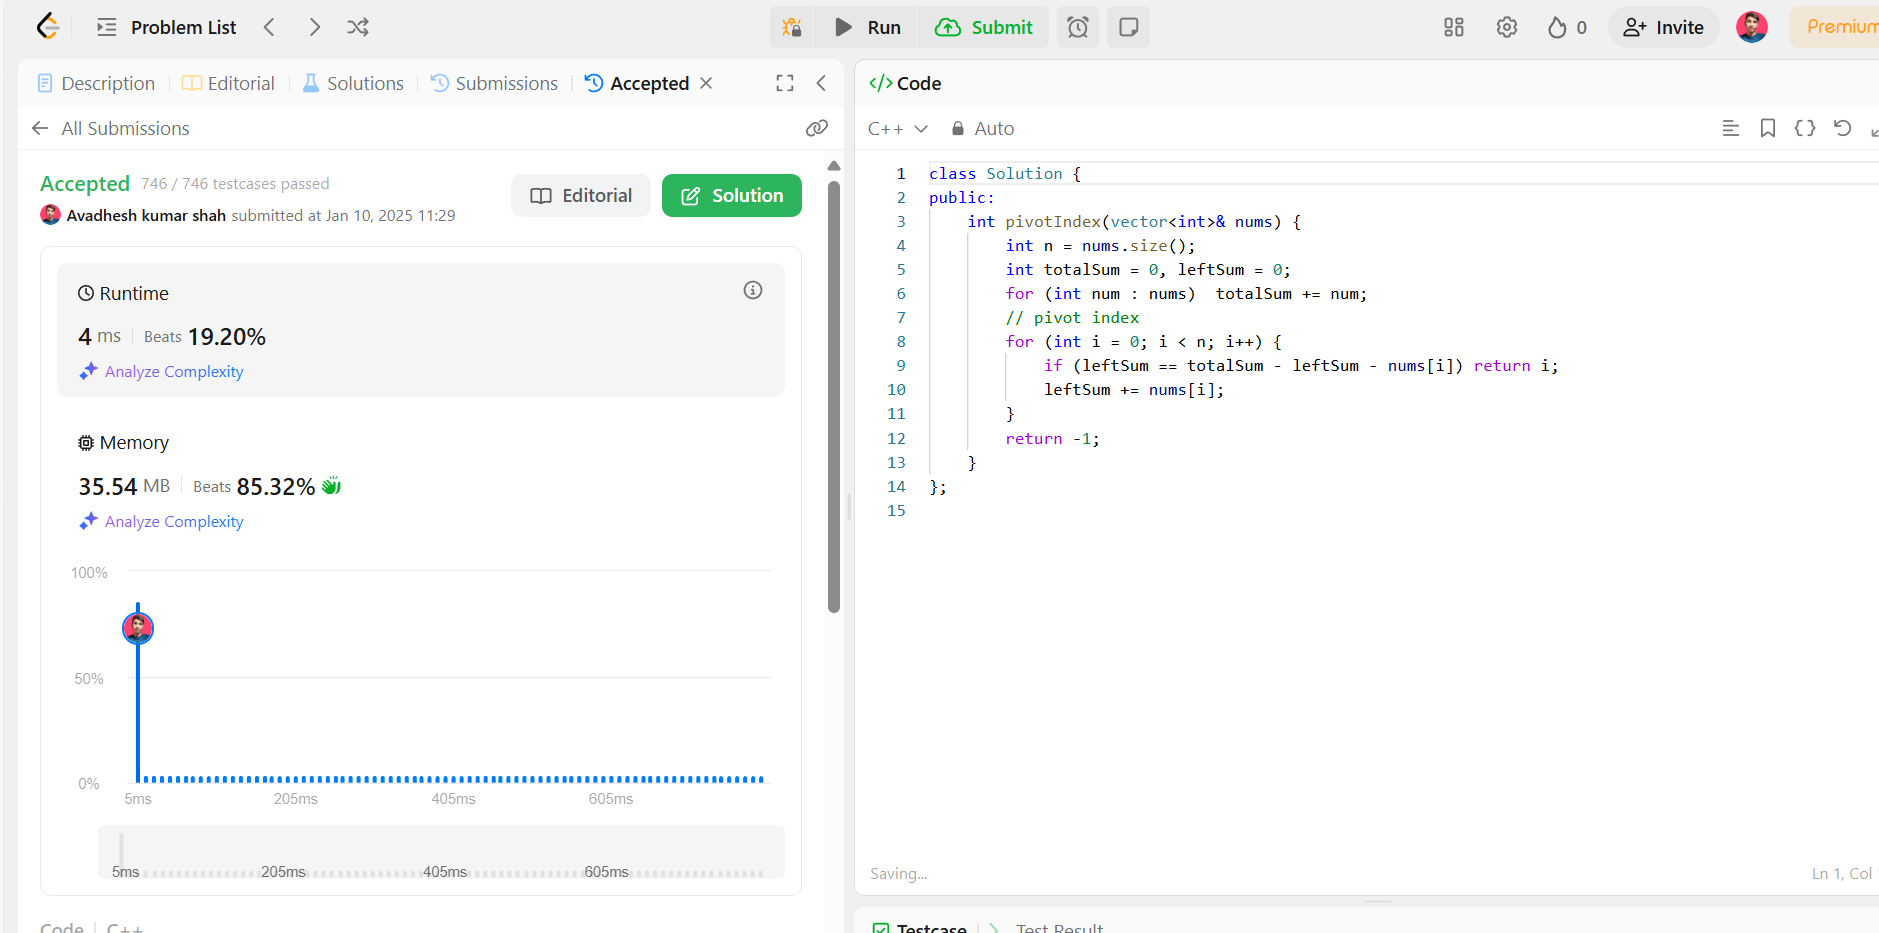 Problem List
Run
Submit
0
Invite
Premium
Description
Editorial
Solutions
Submissions
Accepted
All Submissions
Accepted 746 / 746 testcases passed
Avadhesh kumar shah submitted at Jan 10, 2025 11:29
Editorial
Solution
Runtime
4 ms Beats 19.20%
Analyze Complexity
Memory
35.54 MB Beats 85.32%
Analyze Complexity
100%
50%
0%
5ms 205ms 405ms 605ms
5ms 205ms 405ms 605ms
Code C++
</> Code
C++ Auto
1 class Solution {
2 public:
3 int pivotIndex(vector<int>& nums) {
4 int n = nums.size();
5 int totalSum = 0, leftSum = 0;
6 for (int num : nums)  totalSum += num;
7 // pivot index
8 for (int i = 0; i < n; i++) {
9 if (leftSum == totalSum - leftSum - nums[i]) return i;
10 leftSum += nums[i];
11 }
12 return -1;
13 }
14 };
15
Saving...
Ln 1, Col
Testcase
Test Result